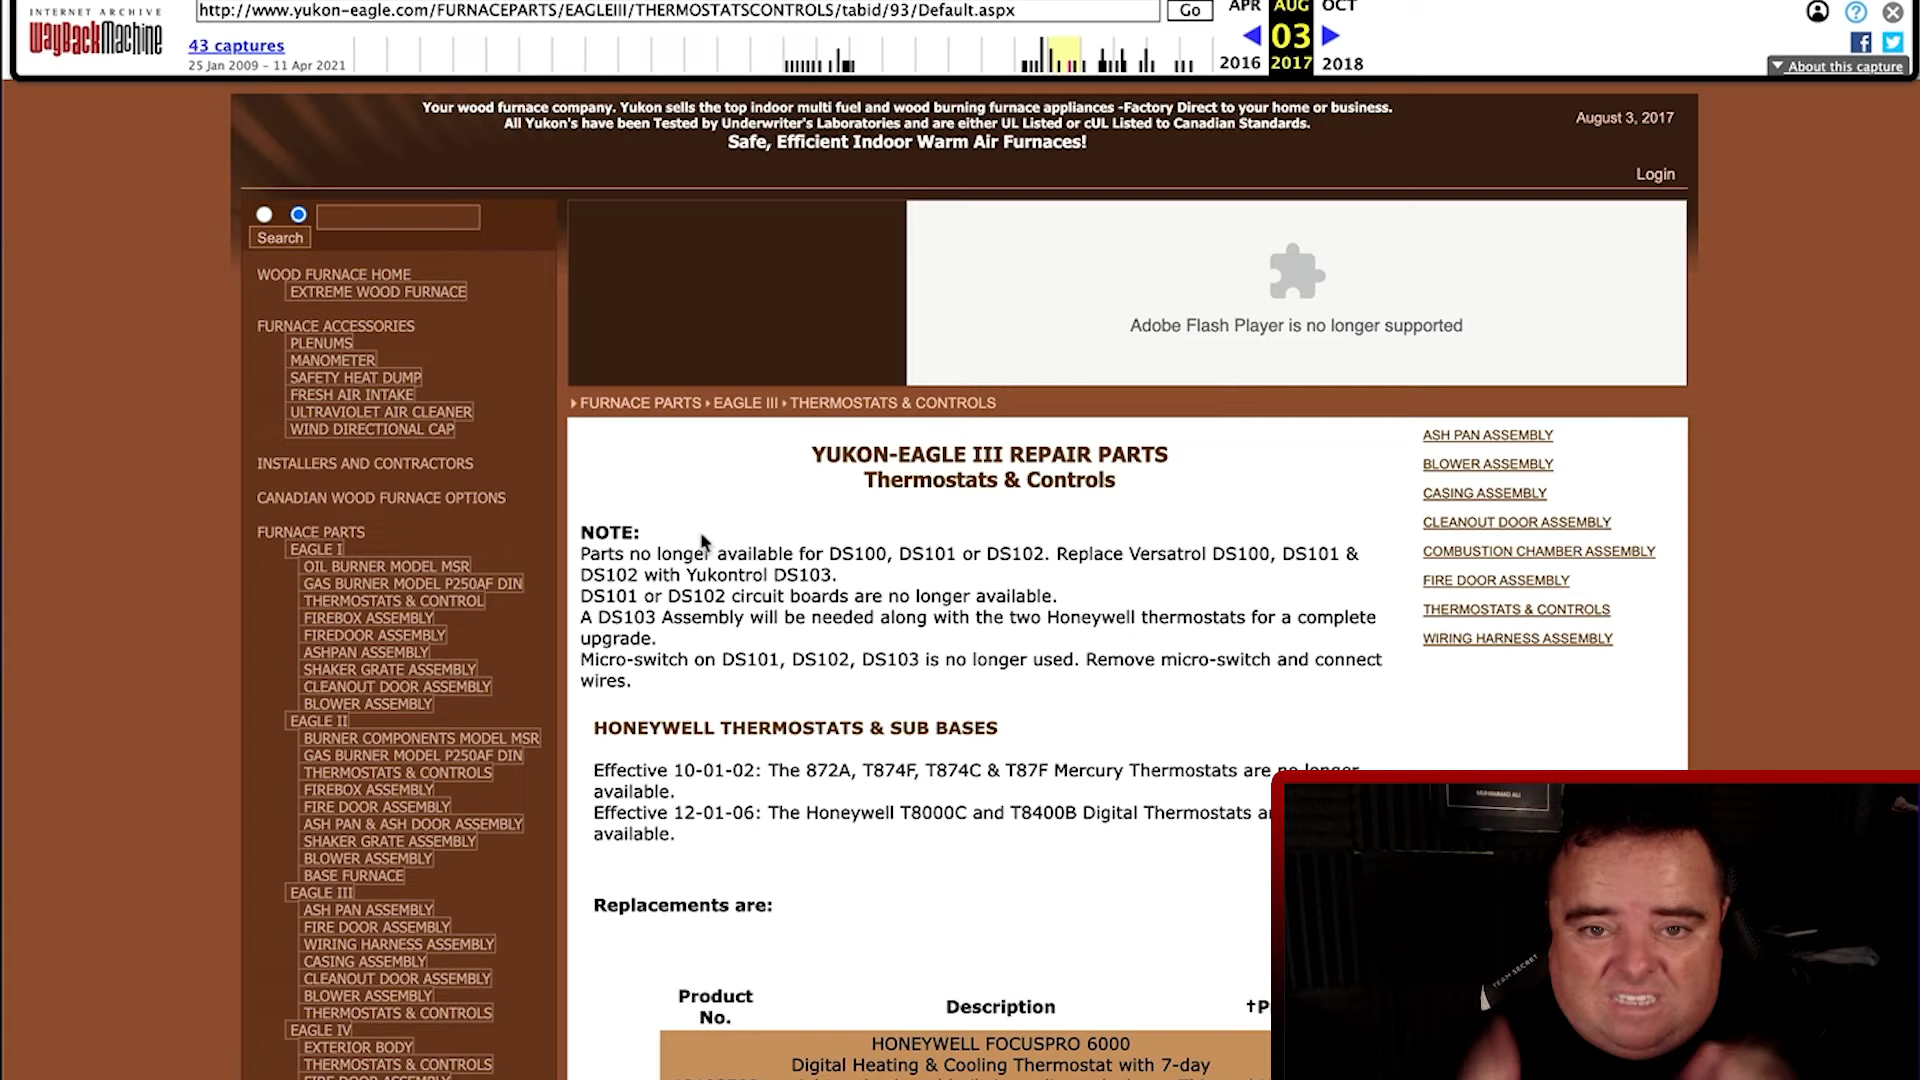 INTERNET ARCHIVE
WayBackMachine
http://www.yukon-eagle.com/FURNACEPARTS/EAGLEIII/THERMOSTATSCONTROLS/tabid/93/Default.aspx
Go
43 captures
25 Jan 2009 – 11 Apr 2021
APR AUG OCT
03
2016 2017 2018
About this capture
Your wood furnace company. Yukon sells the top indoor multi fuel and wood burning furnace appliances -Factory Direct to your home or business.
All Yukon's have been Tested by Underwriter's Laboratories and are either UL Listed or cUL Listed to Canadian Standards.
Safe, Efficient Indoor Warm Air Furnaces!
August 3, 2017
Login
Search
WOOD FURNACE HOME
EXTREME WOOD FURNACE
FURNACE ACCESSORIES
PLENUMS
MANOMETER
SAFETY HEAT DUMP
FRESH AIR INTAKE
ULTRAVIOLET AIR CLEANER
WIND DIRECTIONAL CAP
INSTALLERS AND CONTRACTORS
CANADIAN WOOD FURNACE OPTIONS
FURNACE PARTS
EAGLE I
OIL BURNER MODEL MSR
GAS BURNER MODEL P250AF DIN
THERMOSTATS & CONTROL
FIREBOX ASSEMBLY
FIREDOOR ASSEMBLY
ASHPAN ASSEMBLY
SHAKER GRATE ASSEMBLY
CLEANOUT DOOR ASSEMBLY
BLOWER ASSEMBLY
EAGLE II
BURNER COMPONENTS MODEL MSR
GAS BURNER MODEL P250AF DIN
THERMOSTATS & CONTROLS
FIREBOX ASSEMBLY
FIRE DOOR ASSEMBLY
ASH PAN & ASH DOOR ASSEMBLY
SHAKER GRATE ASSEMBLY
BLOWER ASSEMBLY
BASE FURNACE
EAGLE III
ASH PAN ASSEMBLY
FIRE DOOR ASSEMBLY
WIRING HARNESS ASSEMBLY
CASING ASSEMBLY
CLEANOUT DOOR ASSEMBLY
BLOWER ASSEMBLY
THERMOSTATS & CONTROLS
EAGLE IV
EXTERIOR BODY
THERMOSTATS & CONTROLS
FIRE DOOR ASSEMBLY
Adobe Flash Player is no longer supported
FURNACE PARTS EAGLE III THERMOSTATS & CONTROLS
YUKON-EAGLE III REPAIR PARTS
Thermostats & Controls
NOTE:
Parts no longer available for DS100, DS101 or DS102. Replace Versatrol DS100, DS101 &
DS102 with Yukontrol DS103.
DS101 or DS102 circuit boards are no longer available.
A DS103 Assembly will be needed along with the two Honeywell thermostats for a complete
upgrade.
Micro-switch on DS101, DS102, DS103 is no longer used. Remove micro-switch and connect
wires.
HONEYWELL THERMOSTATS & SUB BASES
Effective 10-01-02: The 872A, T874F, T874C & T87F Mercury Thermostats are no longer
available.
Effective 12-01-06: The Honeywell T8000C and T8400B Digital Thermostats
available.
Replacements are:
Product
No.
Description
†P
HONEYWELL FOCUSPRO 6000
Digital Heating & Cooling Thermostat with 7-day
ASH PAN ASSEMBLY
BLOWER ASSEMBLY
CASING ASSEMBLY
CLEANOUT DOOR ASSEMBLY
COMBUSTION CHAMBER ASSEMBLY
FIRE DOOR ASSEMBLY
THERMOSTATS & CONTROLS
WIRING HARNESS ASSEMBLY
MUHAMMAD ALI
TEAM SECRET